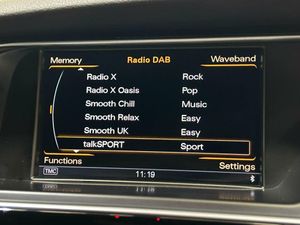 Memory Radio DAB Waveband
Radio X Rock
Radio X Oasis Pop
Smooth Chill Music
Smooth Relax Easy
Smooth UK Easy
talkSPORT Sport
Functions Settings
TMC 11:19